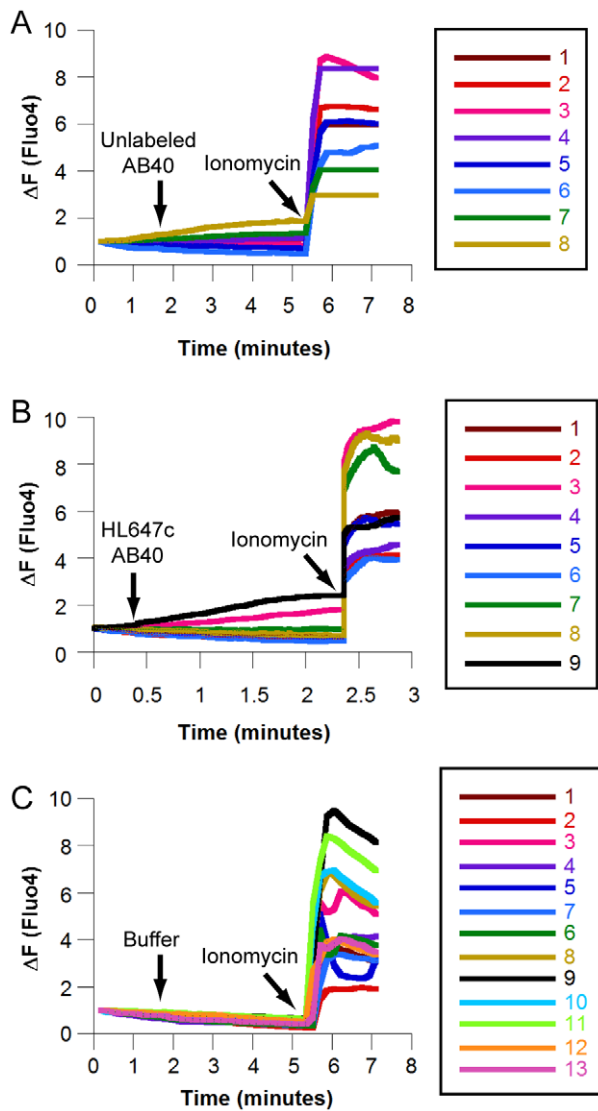 A
ΔF (Fluo4)
10
8
6
4
2
0
Unlabeled
AB40
Ionomycin
0 1 2 3 4 5 6 7 8
Time (minutes)
1
2
3
4
5
6
7
8
B
ΔF (Fluo4)
10
8
6
4
2
0
HL647c
AB40
Ionomycin
0 0.5 1 1.5 2 2.5 3
Time (minutes)
1
2
3
4
5
6
7
8
9
C
ΔF (Fluo4)
10
8
6
4
2
0
Buffer
Ionomycin
0 1 2 3 4 5 6 7 8
Time (minutes)
1
2
3
4
5
7
6
8
9
10
11
12
13